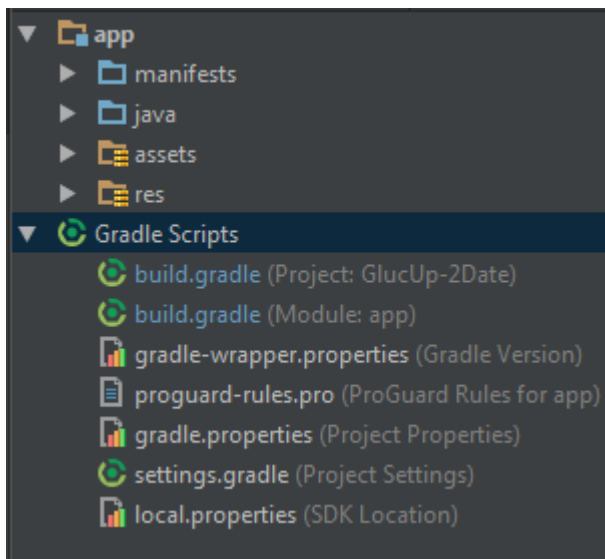 app
manifests
java
assets
res
Gradle Scripts
build.gradle (Project: GlucUp-2Date)
build.gradle (Module: app)
gradle-wrapper.properties (Gradle Version)
proguard-rules.pro (ProGuard Rules for app)
gradle.properties (Project Properties)
settings.gradle (Project Settings)
local.properties (SDK Location)